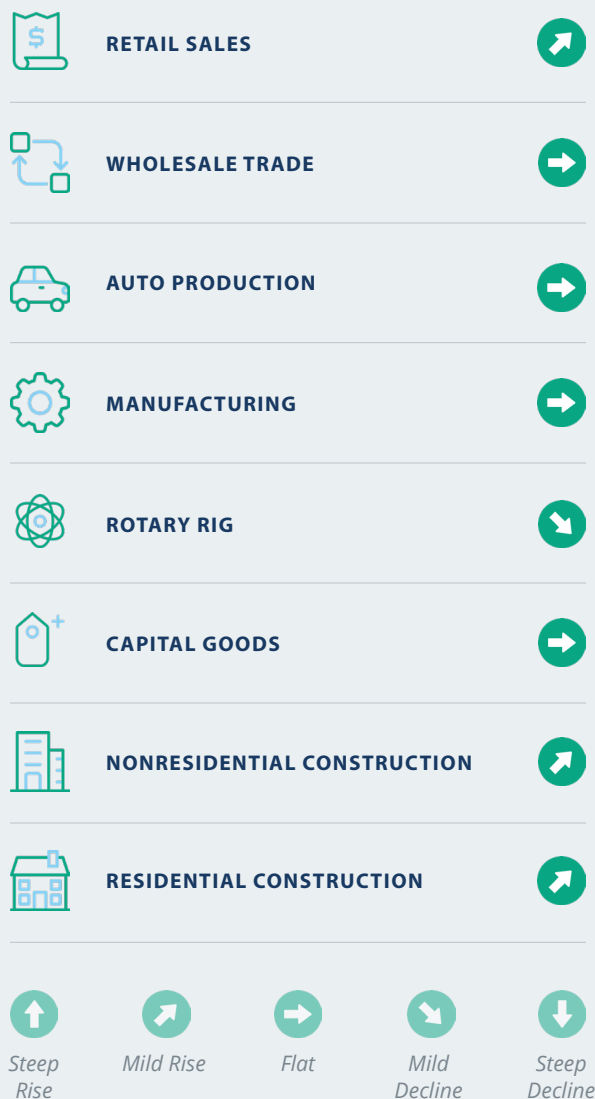 $
RETAIL SALES
WHOLESALE TRADE
AUTO PRODUCTION
MANUFACTURING
ROTARY RIG
CAPITAL GOODS
NONRESIDENTIAL CONSTRUCTION
RESIDENTIAL CONSTRUCTION
Steep Rise
Mild Rise
Flat
Mild Decline
Steep Decline